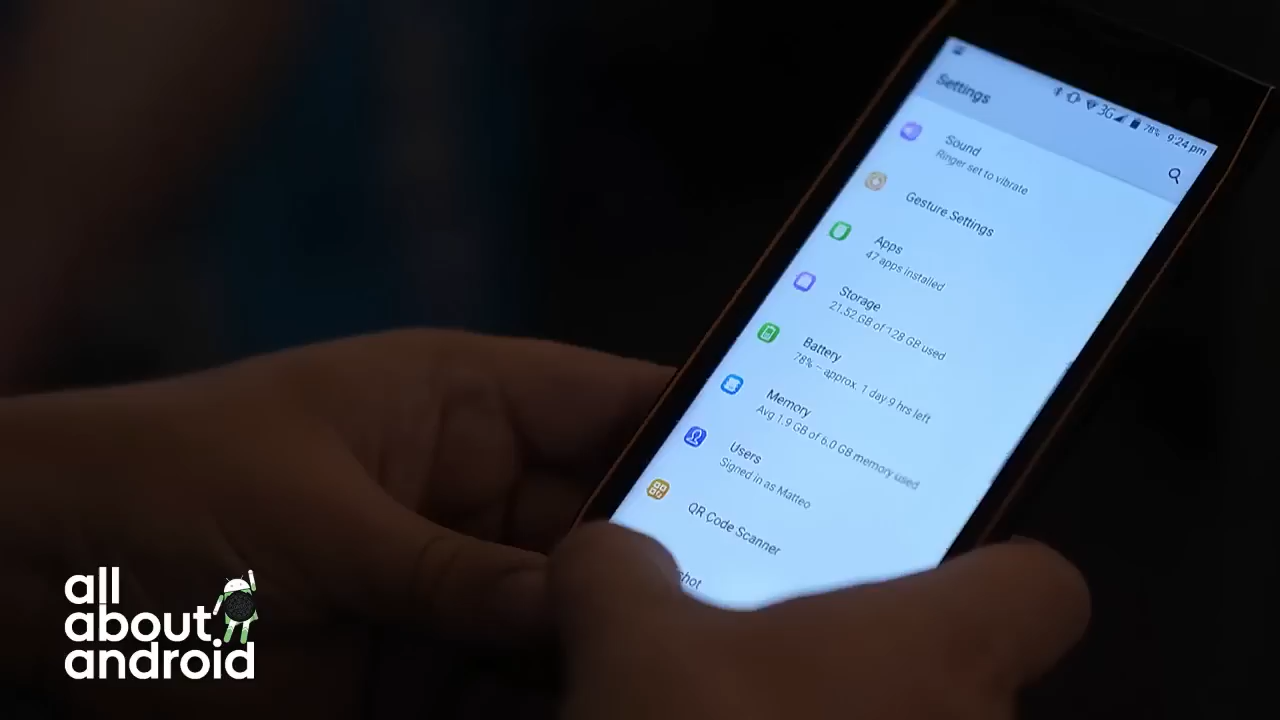 3G 78% 9:24 pm
Settings
Sound
Ringer set to vibrate
Gesture Settings
Apps
47 apps installed
Storage
21.52 GB of 128 GB used
Battery
78% – approx. 1 day 9 hrs left
Memory
Avg 1.9 GB of 6.0 GB memory used
Users
Signed in as Matteo
QR Code Scanner
shot
all
about
android